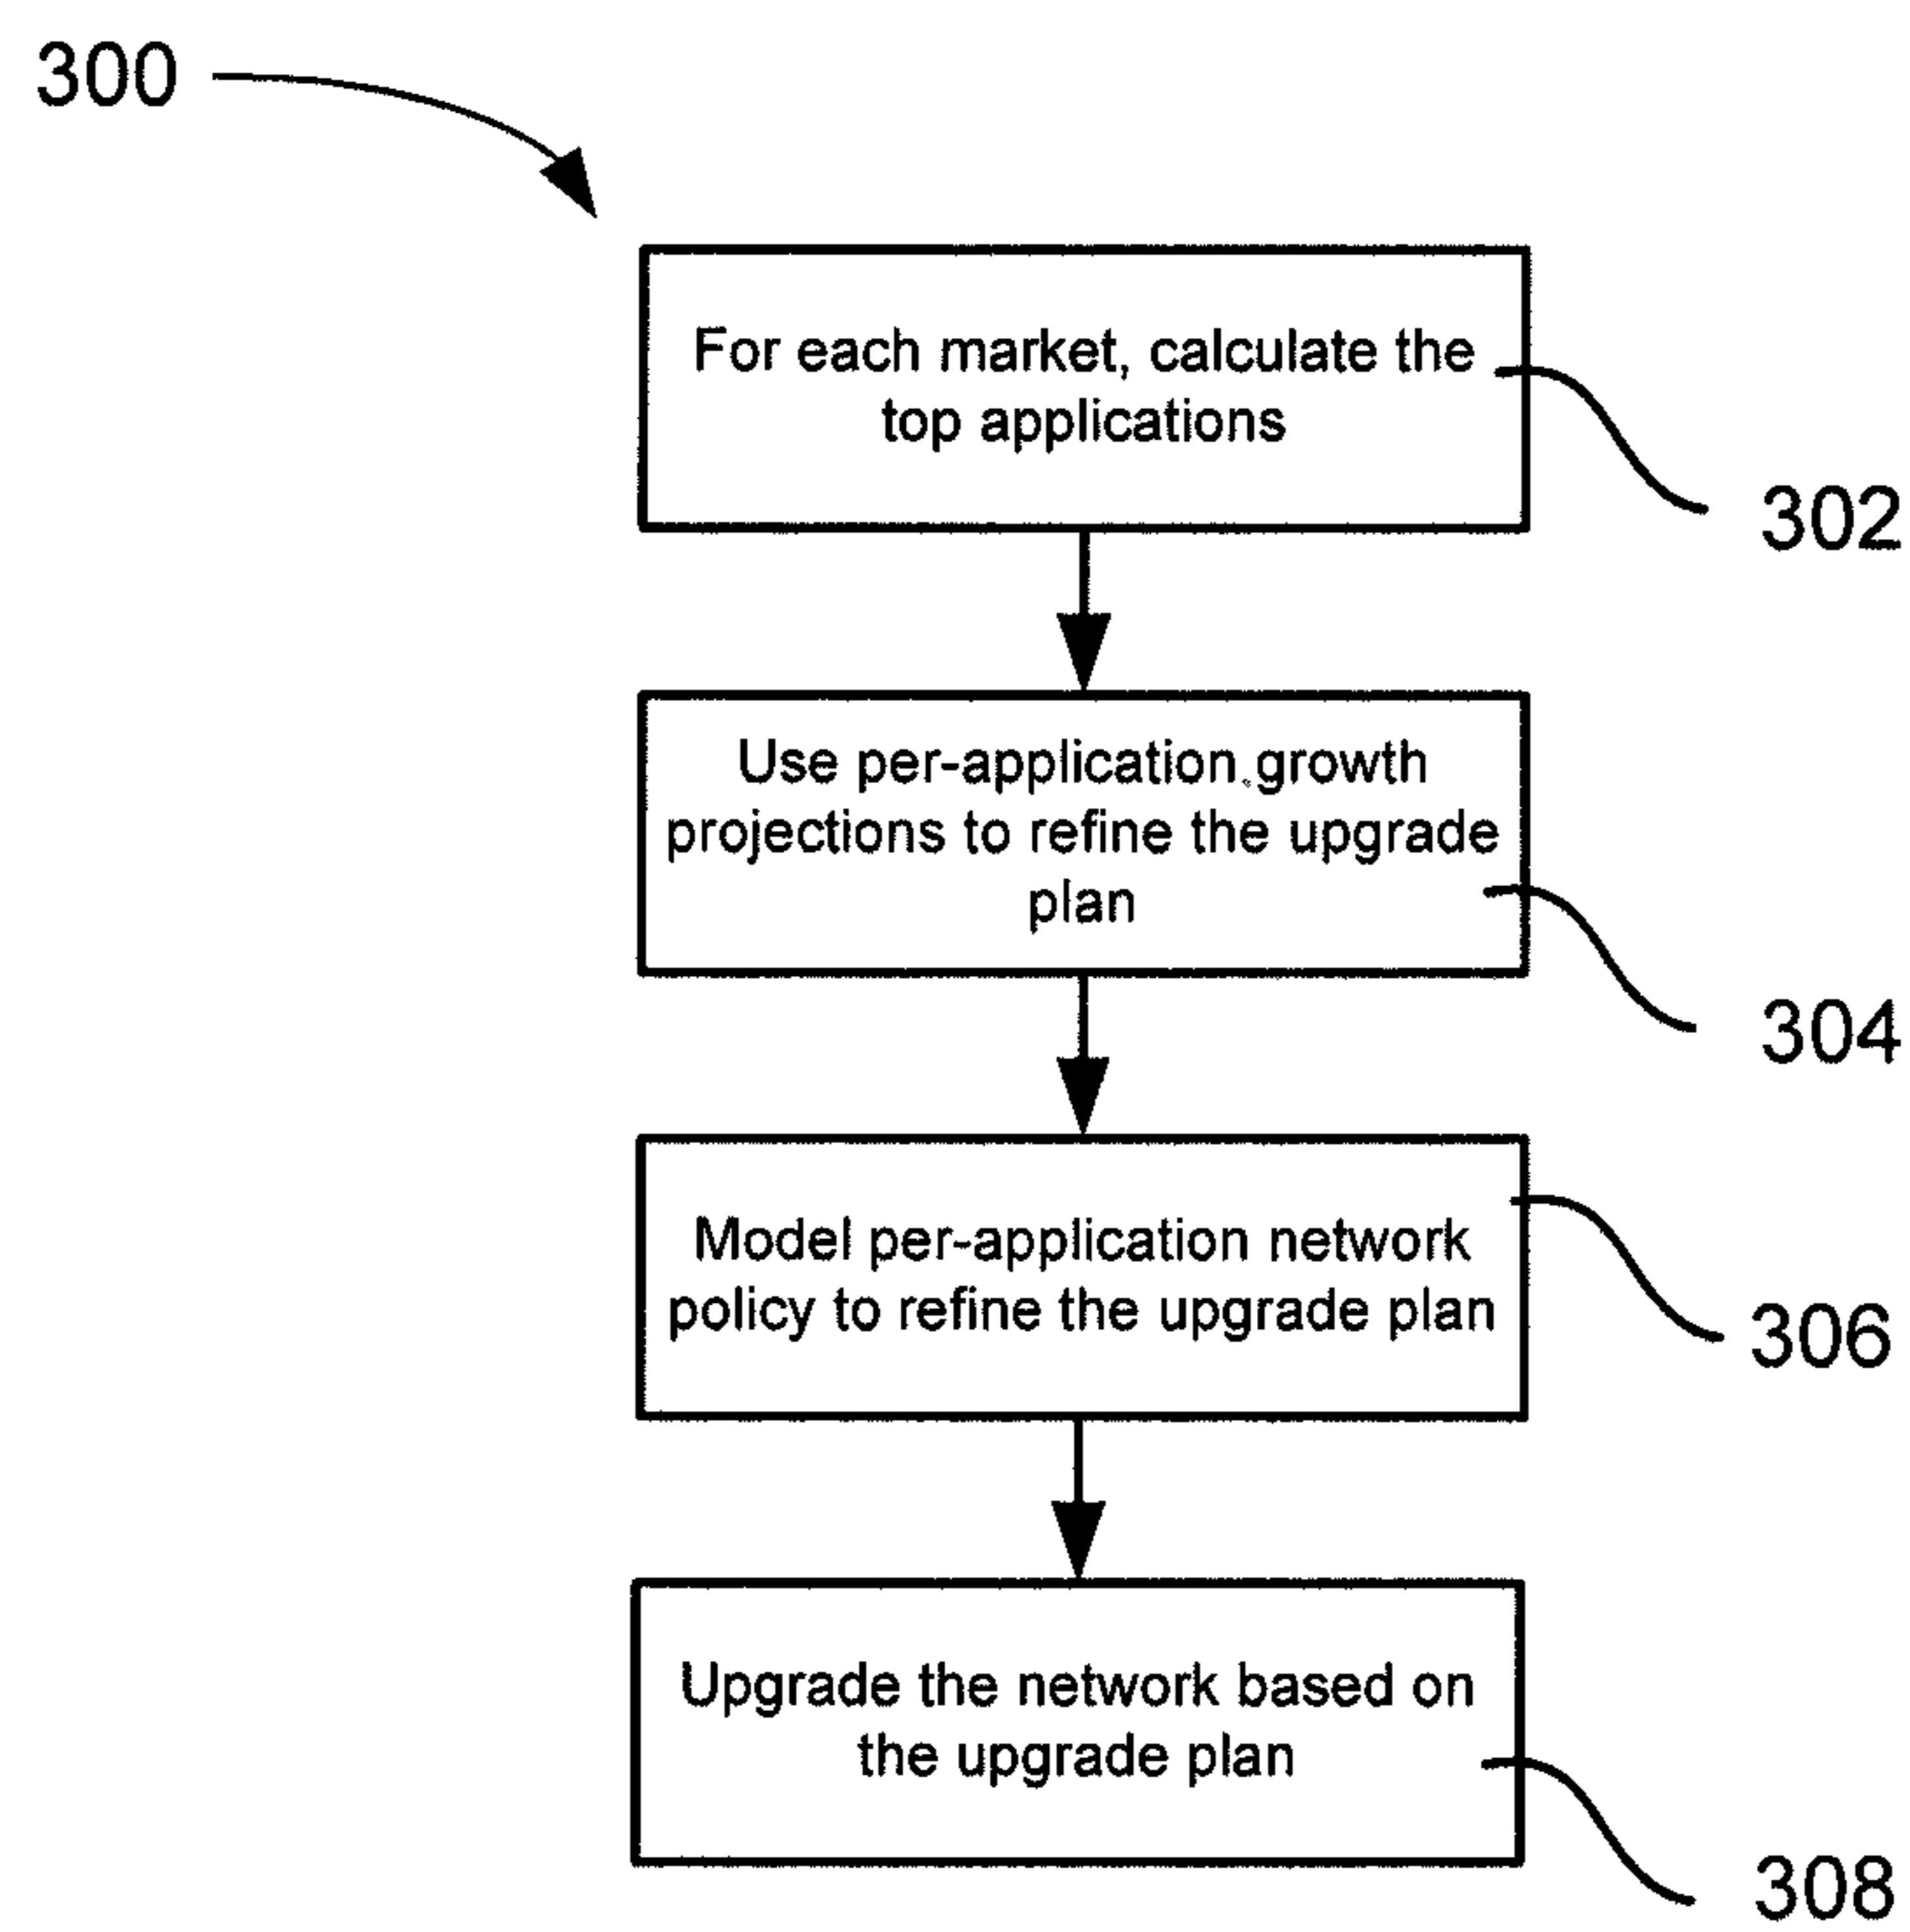 300
For each market, calculate the
top applications
302
Use per-application growth
projections to refine the upgrade
plan
304
Model per-application network
policy to refine the upgrade plan
306
Upgrade the network based on
the upgrade plan
308